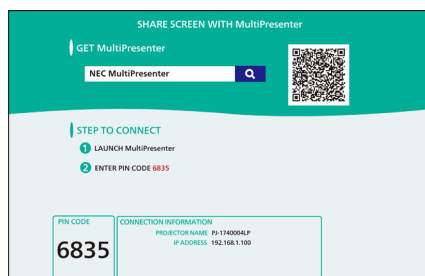 SHARE SCREEN WITH MultiPresenter
GET MultiPresenter
NEC MultiPresenter
STEP TO CONNECT
1 LAUNCH MultiPresenter
2 ENTER PIN CODE 6835
PIN CODE
6835
CONNECTION INFORMATION
PROJECTOR NAME PJ-1740004LP
IP ADDRESS 192.168.1.100